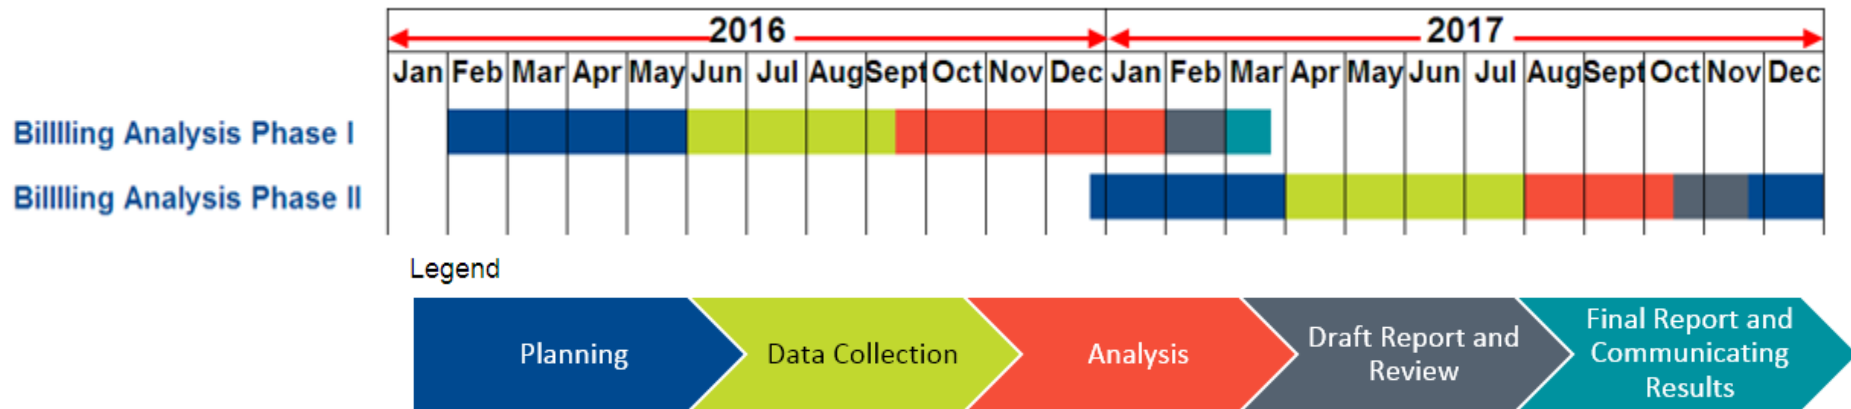 2016 2017
Jan Feb Mar Apr May Jun Jul Aug Sept Oct Nov Dec Jan Feb Mar Apr May Jun Jul Aug Sept Oct Nov Dec
Billlling Analysis Phase I
Billlling Analysis Phase II
Legend
Planning
Data Collection
Analysis
Draft Report and
Review
Final Report and
Communicating
Results